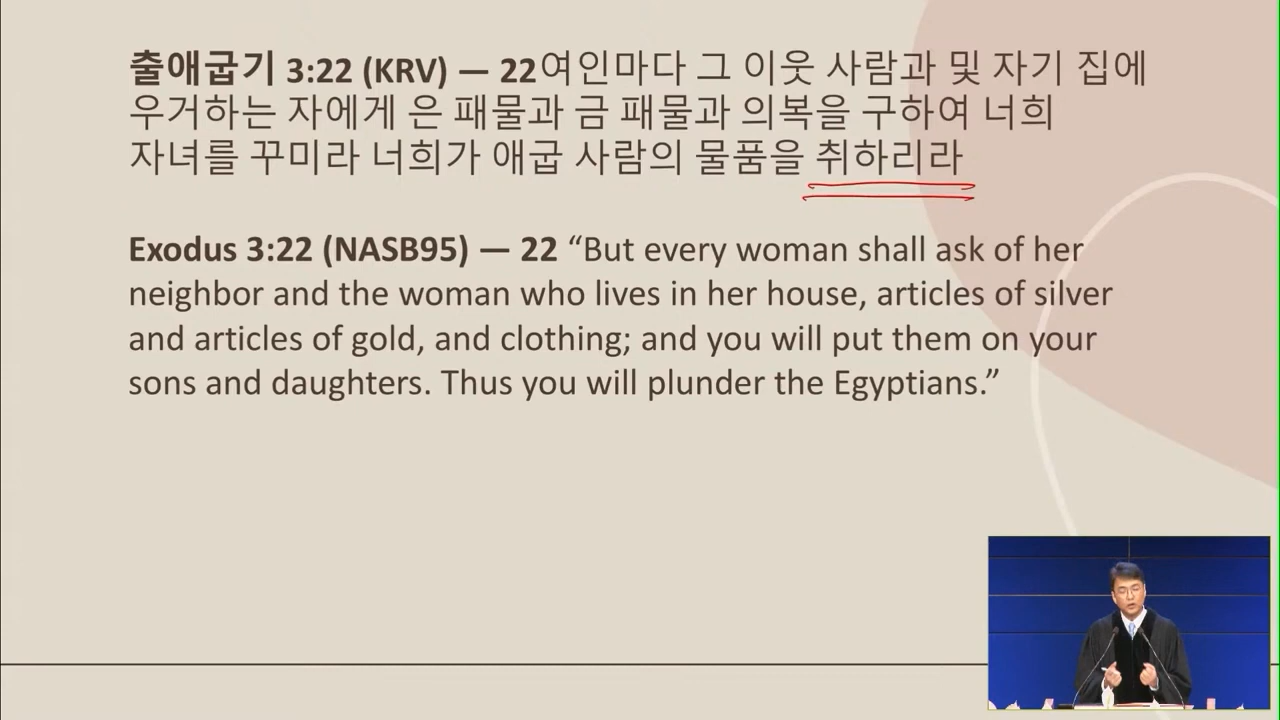 출애굽기 3:22 (KRV) — 22여인마다 그 이웃 사람과 및 자기 집에
우거하는 자에게 은 패물과 금 패물과 의복을 구하여 너희
자녀를 꾸미라 너희가 애굽 사람의 물품을 취하리라
Exodus 3:22 (NASB95) — 22 “But every woman shall ask of her
neighbor and the woman who lives in her house, articles of silver
and articles of gold, and clothing; and you will put them on your
sons and daughters. Thus you will plunder the Egyptians.”